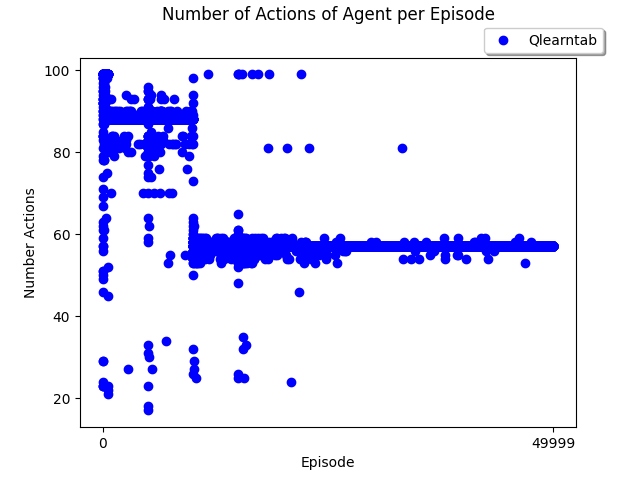 Number of Actions of Agent per Episode
Qlearntab
100
80
60
40
20
Number Actions
0
49999
Episode